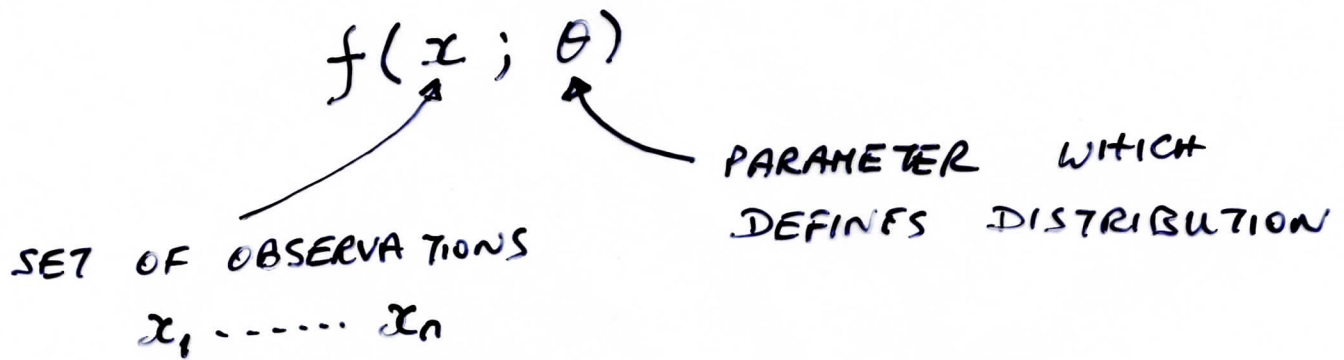 f(x ; θ)
PARAMETER WHICH
DEFINES DISTRIBUTION
SET OF OBSERVATIONS
x₁ ....... xₙ